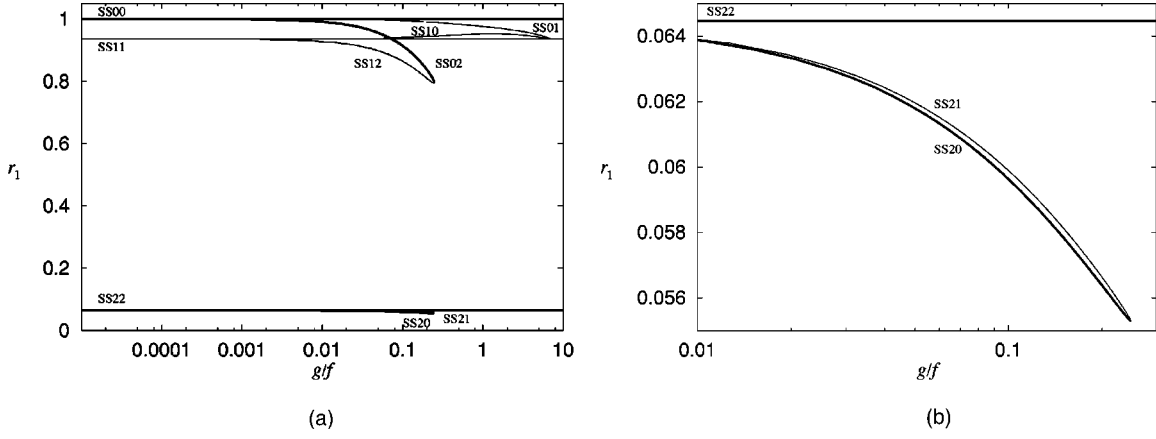 1
0.8
0.6
0.4
0.2
0
r1
SS00
SS11
SS10
SS01
SS12
SS02
SS22
SS20
SS21
0.0001
0.001
0.01
0.1
1
10
g/f
(a)
0.064
0.062
0.06
0.058
0.056
r1
SS22
SS21
SS20
0.01
0.1
g/f
(b)